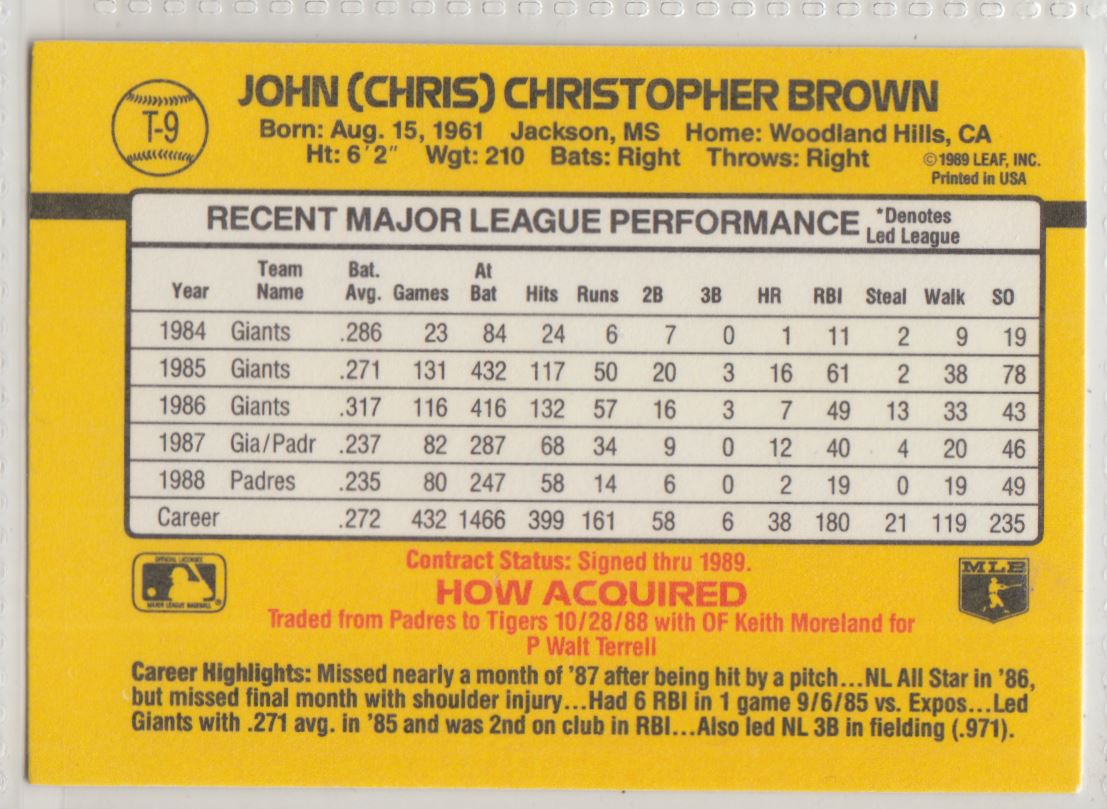 JOHN (CHRIS) CHRISTOPHER BROWN
T-9
Born: Aug. 15, 1961 Jackson, MS Home: Woodland Hills, CA
Ht: 6'2" Wgt: 210 Bats: Right Throws: Right
©1989 LEAF, INC.
Printed in USA
RECENT MAJOR LEAGUE PERFORMANCE *Denotes
Led League
Team Bat. At
Year Name Avg. Games Bat Hits Runs 2B 3B HR RBI Steal Walk SO
1984 Giants .286 23 84 24 6 7 0 1 11 2 9 19
1985 Giants .271 131 432 117 50 20 3 16 61 2 38 78
1986 Giants .317 116 416 132 57 16 3 7 49 13 33 43
1987 Gia/Padr .237 82 287 68 34 9 0 12 40 4 20 46
1988 Padres .235 80 247 58 14 6 0 2 19 0 19 49
Career .272 432 1466 399 161 58 6 38 180 21 119 235
OFFICIAL LICENSEE
MAJOR LEAGUE BASEBALL ®
Contract Status: Signed thru 1989.
MLB
HOW ACQUIRED
Traded from Padres to Tigers 10/28/88 with OF Keith Moreland for
P Walt Terrell
Career Highlights: Missed nearly a month of '87 after being hit by a pitch...NL All Star in '86,
but missed final month with shoulder injury...Had 6 RBI in 1 game 9/6/85 vs. Expos...Led
Giants with .271 avg. in '85 and was 2nd on club in RBI...Also led NL 3B in fielding (.971).